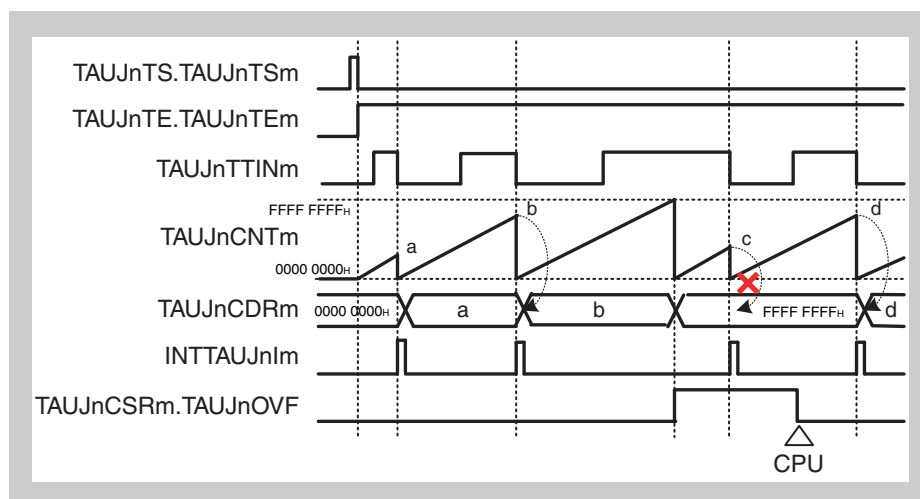 TAUJnTS.TAUJnTSm
TAUJnTE.TAUJnTEm
TAUJnTTINm
FFFF FFFFH
b
d
TAUJnCNTm
a
c
0000 0000H
TAUJnCDRm
0000 0000H
a
b
FFFF FFFFH
d
INTTAUJnIm
TAUJnCSRm.TAUJnOVF
CPU